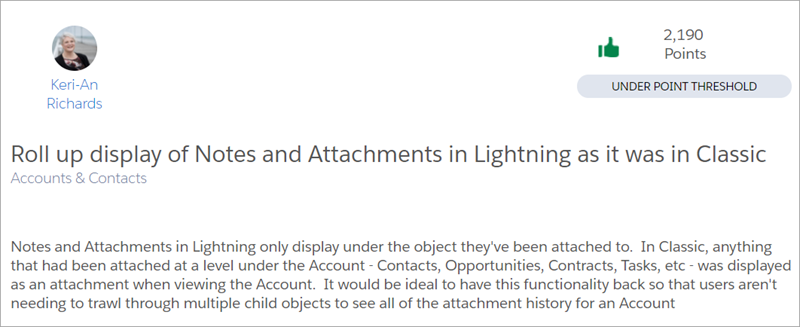 2,190
Points
Keri-An
Richards
UNDER POINT THRESHOLD
Roll up display of Notes and Attachments in Lightning as it was in Classic
Accounts & Contacts
Notes and Attachments in Lightning only display under the object they've been attached to.  In Classic, anything
that had been attached at a level under the Account - Contacts, Opportunities, Contracts, Tasks, etc - was displayed
as an attachment when viewing the Account.  It would be ideal to have this functionality back so that users aren't
needing to trawl through multiple child objects to see all of the attachment history for an Account